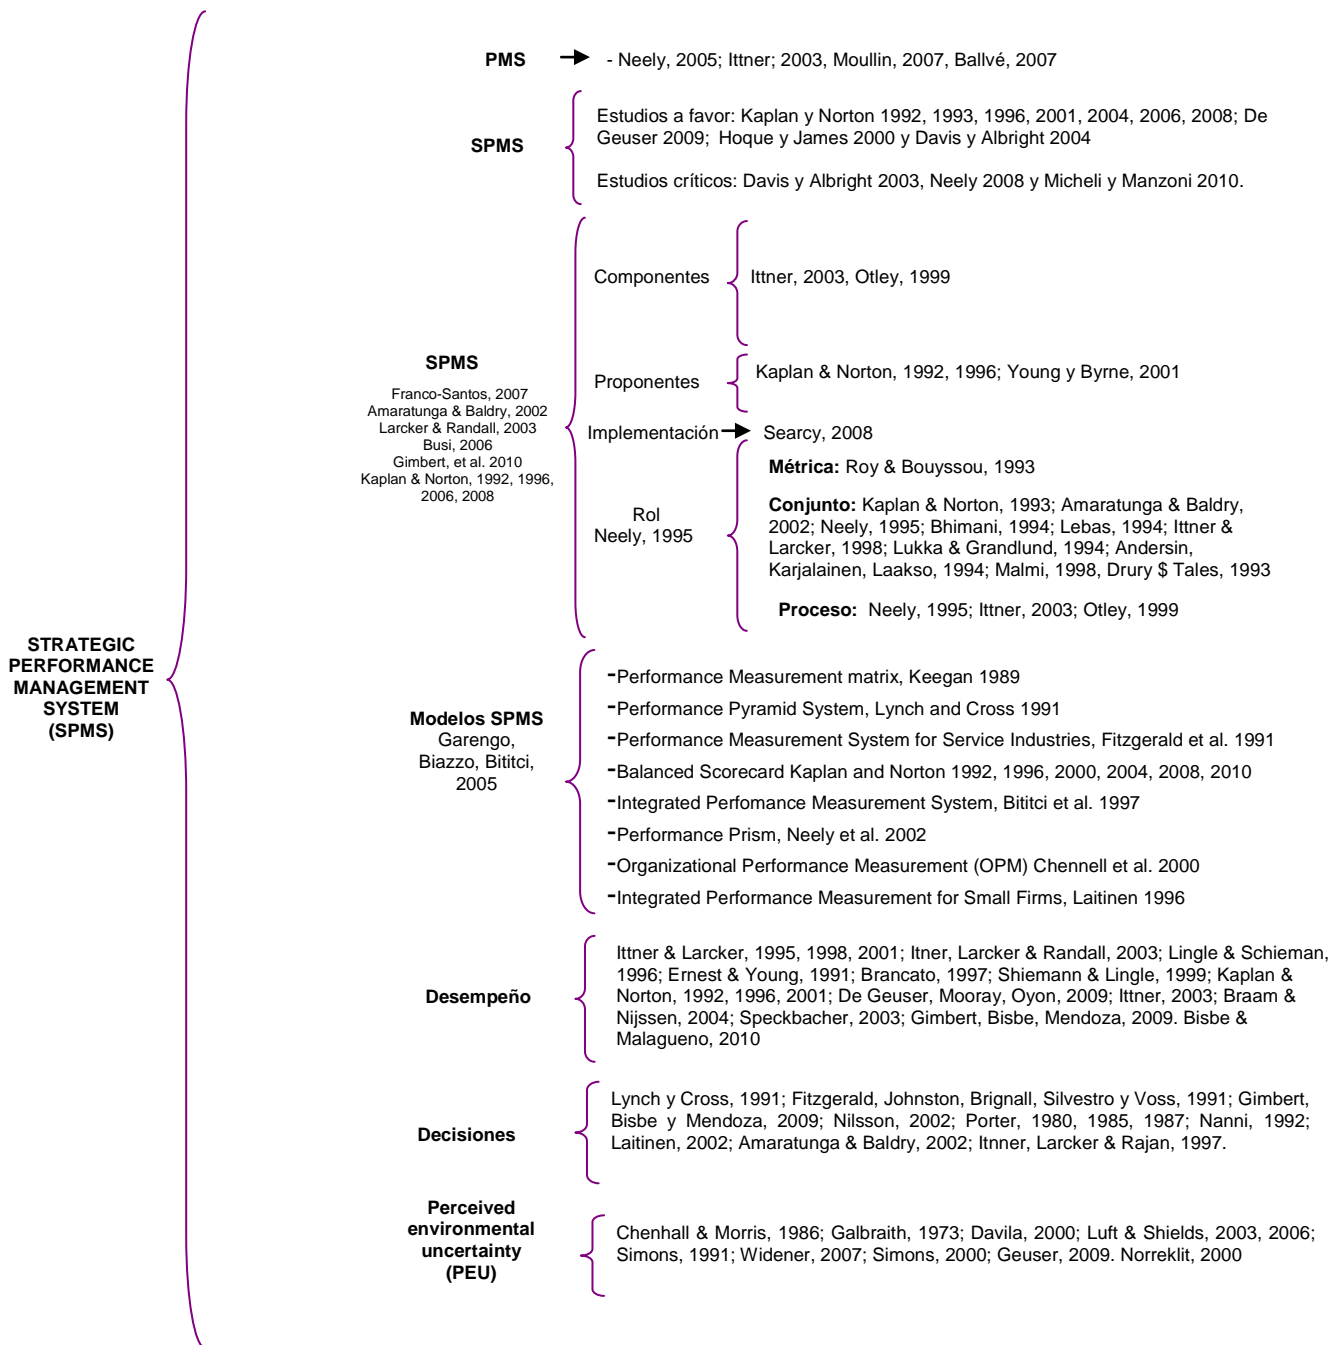 PMS
- Neely, 2005; Ittner; 2003, Moullin, 2007, Ballvé, 2007
SPMS
Estudios a favor: Kaplan y Norton 1992, 1993, 1996, 2001, 2004, 2006, 2008; De
Geuser 2009;  Hoque y James 2000 y Davis y Albright 2004
Estudios críticos: Davis y Albright 2003, Neely 2008 y Micheli y Manzoni 2010.
SPMS
Franco-Santos, 2007
Amaratunga & Baldry, 2002
Larcker & Randall, 2003
Busi, 2006
Gimbert, et al. 2010
Kaplan & Norton, 1992, 1996,
2006, 2008
Componentes
Ittner, 2003, Otley, 1999
Proponentes
Kaplan & Norton, 1992, 1996; Young y Byrne, 2001
Implementación
Searcy, 2008
Rol
Neely, 1995
Métrica: Roy & Bouyssou, 1993
Conjunto: Kaplan & Norton, 1993; Amaratunga & Baldry,
2002; Neely, 1995; Bhimani, 1994; Lebas, 1994; Ittner &
Larcker, 1998; Lukka & Grandlund, 1994; Andersin,
Karjalainen, Laakso, 1994; Malmi, 1998, Drury $ Tales, 1993
Proceso:  Neely, 1995; Ittner, 2003; Otley, 1999
STRATEGIC
PERFORMANCE
MANAGEMENT
SYSTEM
(SPMS)
Modelos SPMS
Garengo,
Biazzo, Bititci,
2005
-Performance Measurement matrix, Keegan 1989
-Performance Pyramid System, Lynch and Cross 1991
-Performance Measurement System for Service Industries, Fitzgerald et al. 1991
-Balanced Scorecard Kaplan and Norton 1992, 1996, 2000, 2004, 2008, 2010
-Integrated Perfomance Measurement System, Bititci et al. 1997
-Performance Prism, Neely et al. 2002
-Organizational Performance Measurement (OPM) Chennell et al. 2000
-Integrated Performance Measurement for Small Firms, Laitinen 1996
Desempeño
Ittner & Larcker, 1995, 1998, 2001; Itner, Larcker & Randall, 2003; Lingle & Schieman,
1996; Ernest & Young, 1991; Brancato, 1997; Shiemann & Lingle, 1999; Kaplan &
Norton, 1992, 1996, 2001; De Geuser, Mooray, Oyon, 2009; Ittner, 2003; Braam &
Nijssen, 2004; Speckbacher, 2003; Gimbert, Bisbe, Mendoza, 2009. Bisbe &
Malagueno, 2010
Decisiones
Lynch y Cross, 1991; Fitzgerald, Johnston, Brignall, Silvestro y Voss, 1991; Gimbert,
Bisbe y Mendoza, 2009; Nilsson, 2002; Porter, 1980, 1985, 1987; Nanni, 1992;
Laitinen, 2002; Amaratunga & Baldry, 2002; Itnner, Larcker & Rajan, 1997.
Perceived
environmental
uncertainty
(PEU)
Chenhall & Morris, 1986; Galbraith, 1973; Davila, 2000; Luft & Shields, 2003, 2006;
Simons, 1991; Widener, 2007; Simons, 2000; Geuser, 2009. Norreklit, 2000